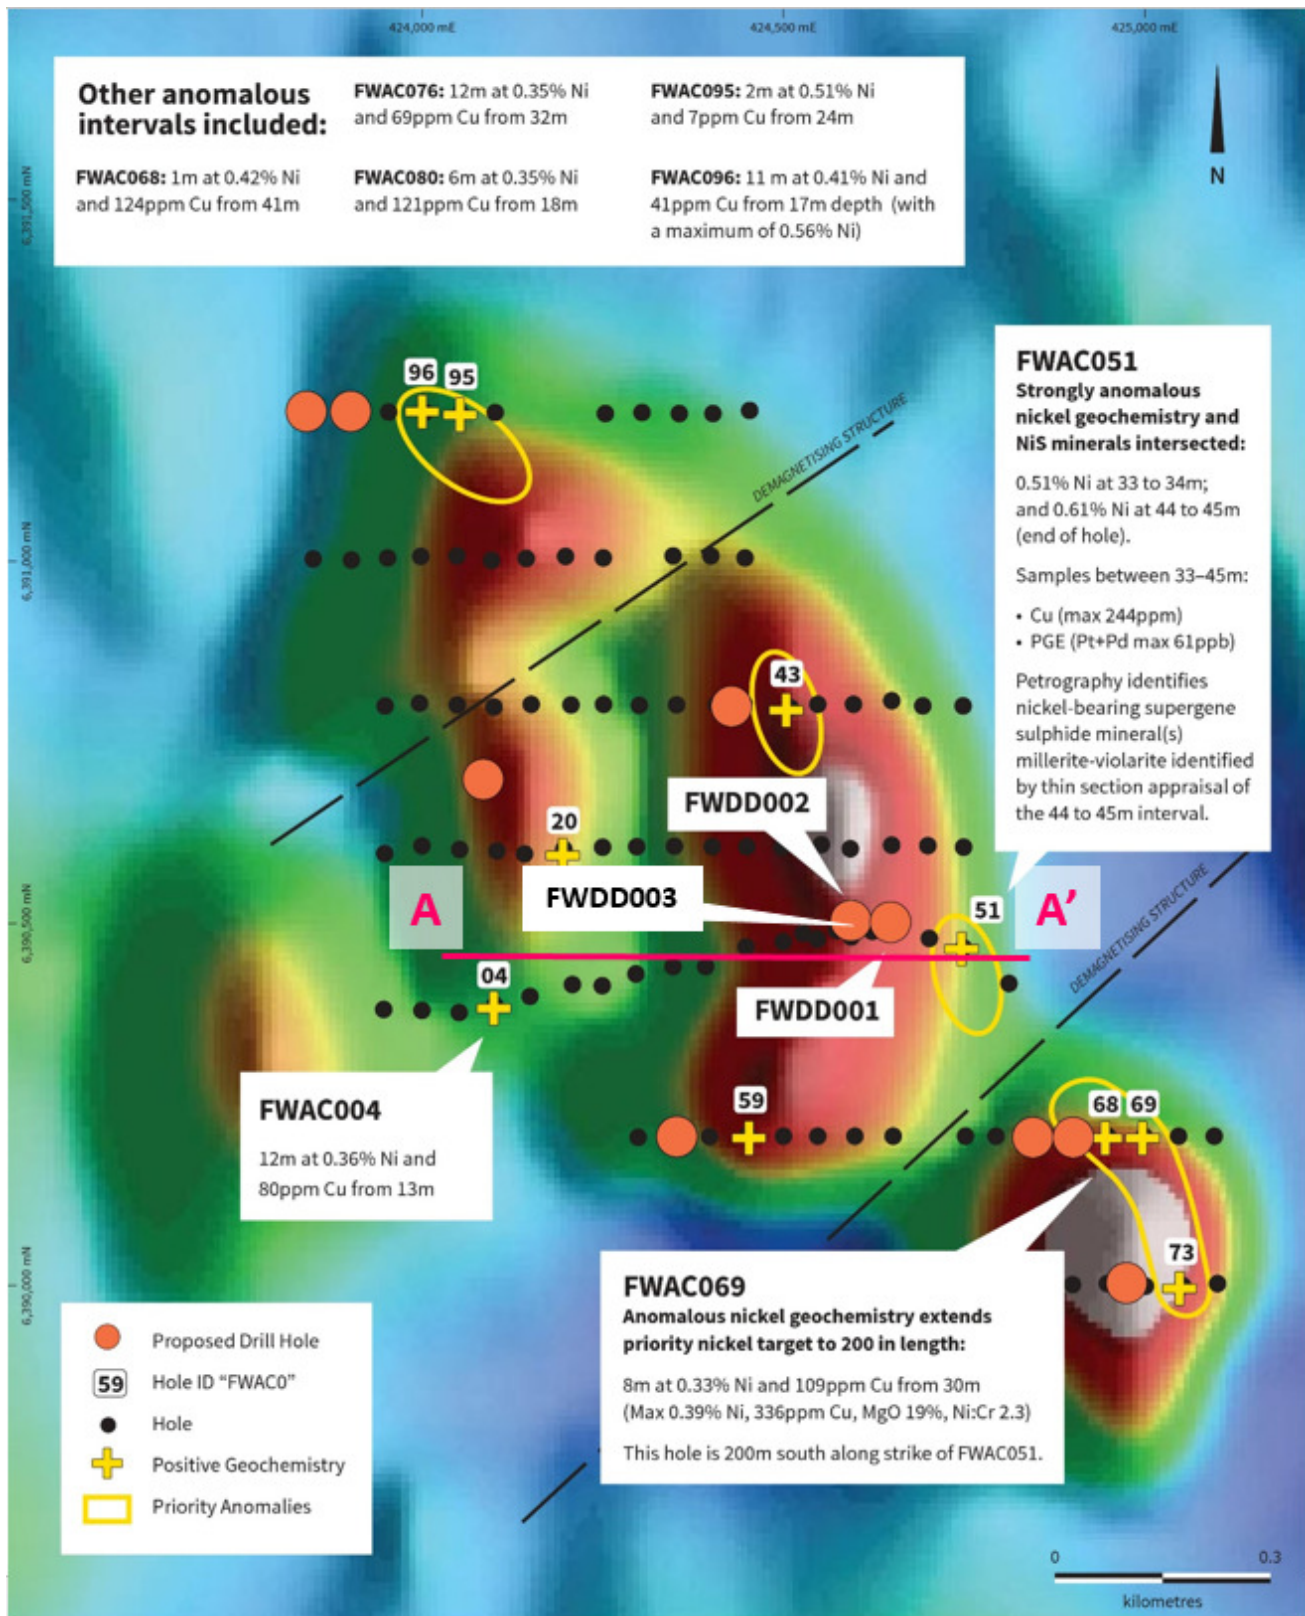 424,000 mE
424,500 mE
425,000 mE
Other anomalous
intervals included:
FWAC076: 12m at 0.35% Ni
and 69ppm Cu from 32m
FWAC095: 2m at 0.51% Ni
and 7ppm Cu from 24m
FWAC068: 1m at 0.42% Ni
and 124ppm Cu from 41m
FWAC080: 6m at 0.35% Ni
and 121ppm Cu from 18m
FWAC096: 11 m at 0.41% Ni and
41ppm Cu from 17m depth (with
a maximum of 0.56% Ni)
N
6,391,500 mN
6,391,000 mN
6,390,500 mN
6,390,000 mN
96
95
DEMAGNETISING STRUCTURE
FWAC051
Strongly anomalous
nickel geochemistry and
NiS minerals intersected:
0.51% Ni at 33 to 34m;
and 0.61% Ni at 44 to 45m
(end of hole).
Samples between 33–45m:
• Cu (max 244ppm)
• PGE (Pt+Pd max 61ppb)
Petrography identifies
nickel-bearing supergene
sulphide mineral(s)
millerite-violarite identified
by thin section appraisal of
the 44 to 45m interval.
43
FWDD002
20
FWDD003
A
A’
51
DEMAGNETISING STRUCTURE
04
FWDD001
FWAC004
12m at 0.36% Ni and
80ppm Cu from 13m
59
68
69
73
FWAC069
Anomalous nickel geochemistry extends
priority nickel target to 200 in length:
8m at 0.33% Ni and 109ppm Cu from 30m
(Max 0.39% Ni, 336ppm Cu, MgO 19%, Ni:Cr 2.3)
This hole is 200m south along strike of FWAC051.
Proposed Drill Hole
59 Hole ID “FWAC0”
Hole
Positive Geochemistry
Priority Anomalies
0
0.3
kilometres